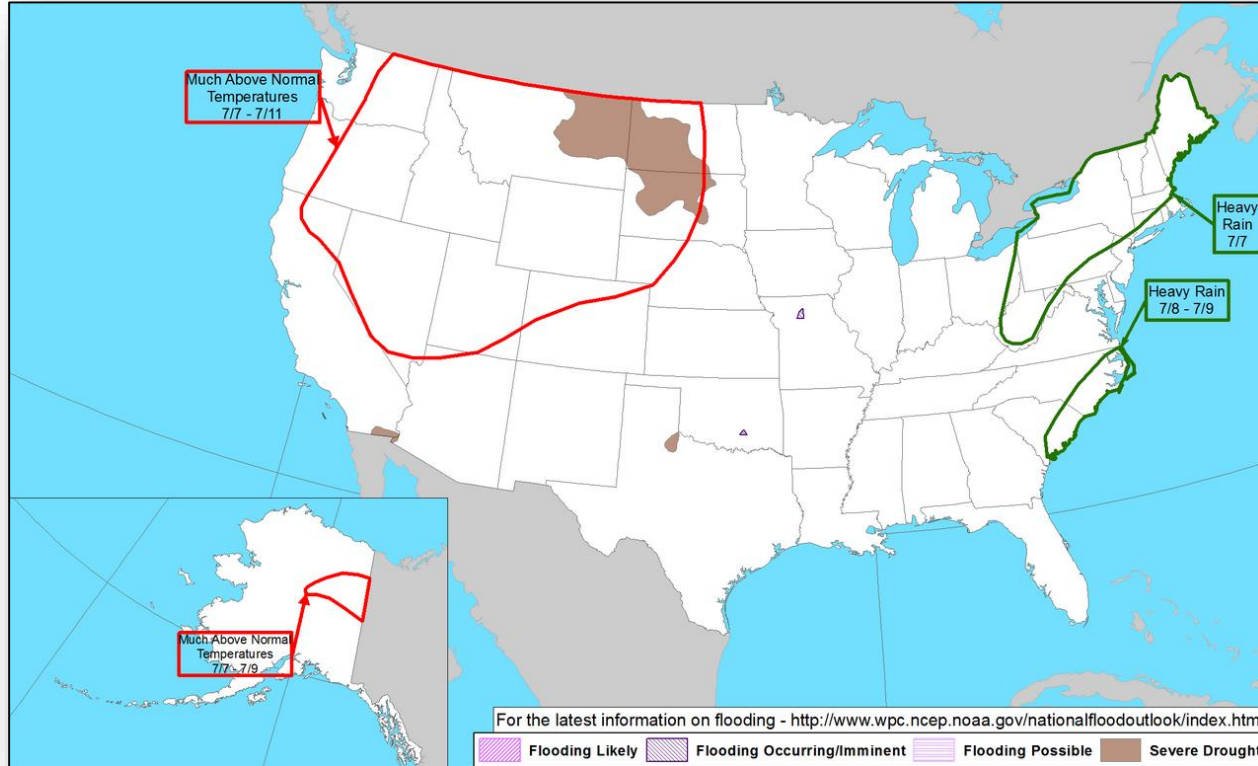 Much Above Normal
Temperatures
7/7 - 7/11
Heavy
Rain
7/7
Heavy Rain
7/8 - 7/9
Much Above Normal
Temperatures
7/7 - 7/9
For the latest information on flooding - http://www.wpc.ncep.noaa.gov/nationalfloodoutlook/index.htm
Flooding Likely Flooding Occurring/Imminent Flooding Possible Severe Drought